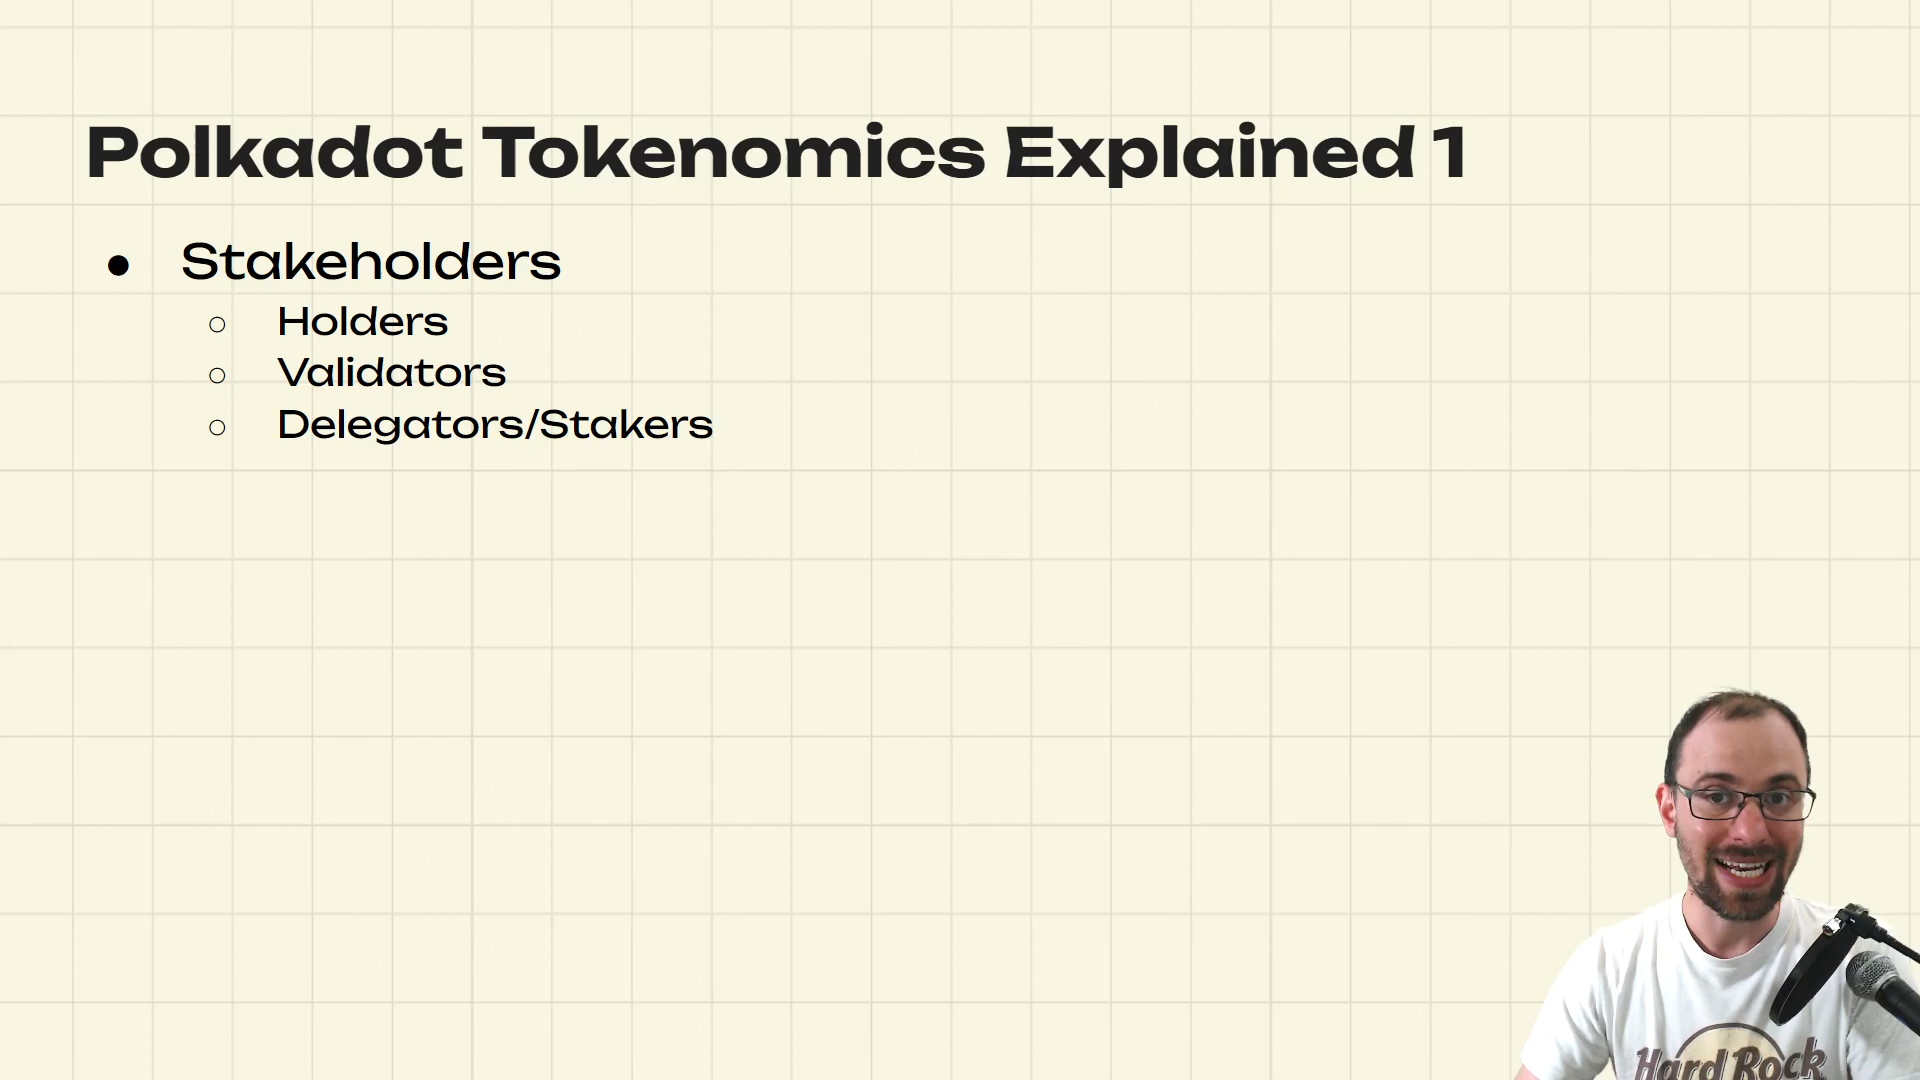 Polkadot Tokenomics Explained 1
● Stakeholders
○ Holders
○ Validators
○ Delegators/Stakers
Hard Rock